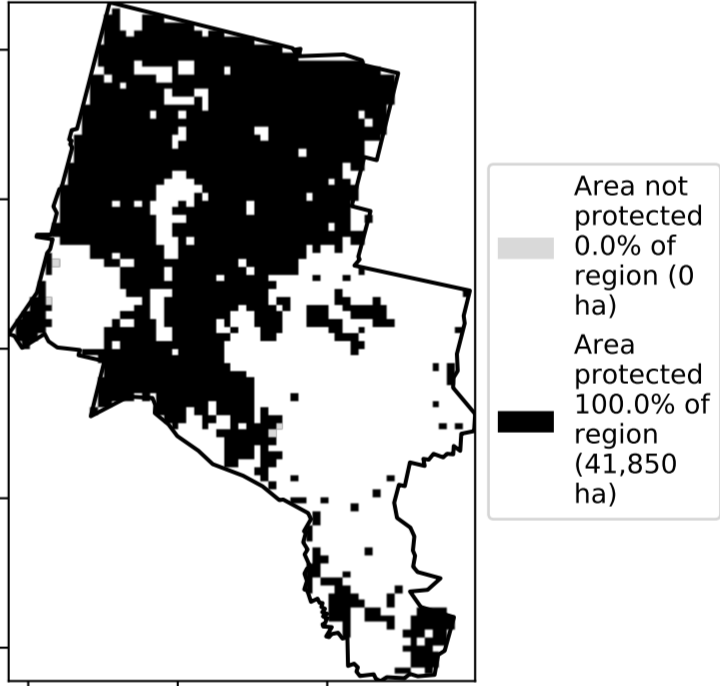 Area not
protected
0.0% of
region (0
ha)
Area
protected
100.0% of
region
(41,850
ha)